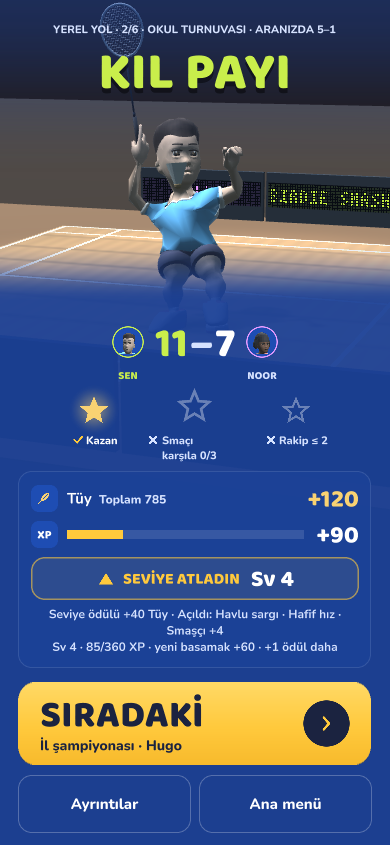 YEREL YOL · 2/6 · OKUL TURNUVASI · ARANIZDA 5–1
KIL PAYI
BIRDIE SMASH
11–7
SEN
NOOR
Kazan
Smaçı
karşıla 0/3
Rakip ≤ 2
Tüy Toplam 785 +120
XP +90
SEVİYE ATLADIN Sv 4
Seviye ödülü +40 Tüy · Açıldı: Havlu sargı · Hafif hız ·
Smaşçı +4
Sv 4 · 85/360 XP · yeni basamak +60 · +1 ödül daha
SIRADAKİ
İl şampiyonası · Hugo
Ayrıntılar
Ana menü